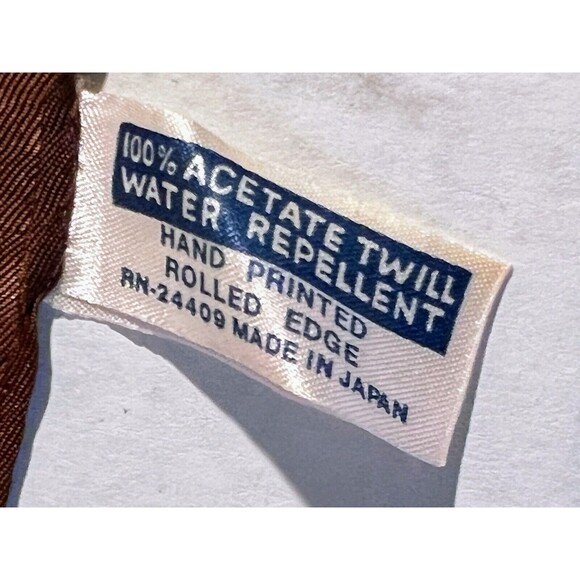 100% ACETATE TWILL
WATER REPELLENT
HAND PRINTED
ROLLED EDGE
RN-24409 MADE IN JAPAN